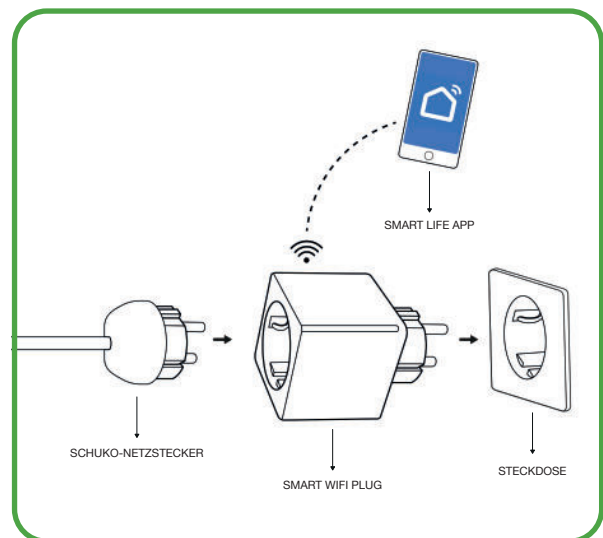 SMART LIFE APP
SCHUKO-NETZSTECKER
SMART WIFI PLUG
STECKDOSE